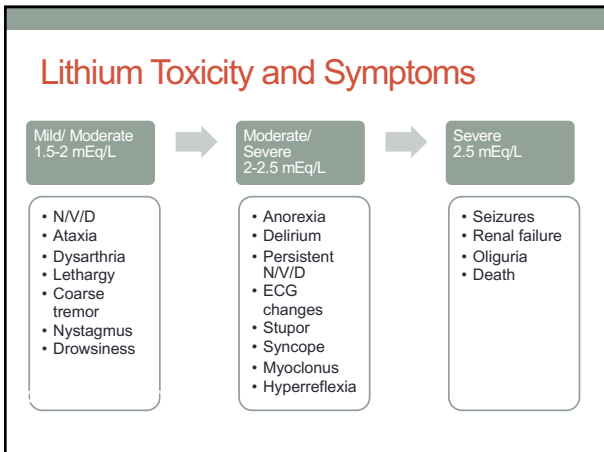 Lithium Toxicity and Symptoms
Mild/ Moderate
1.5-2 mEq/L
• N/V/D
• Ataxia
• Dysarthria
• Lethargy
• Coarse
tremor
• Nystagmus
• Drowsiness
Moderate/
Severe
2-2.5 mEq/L
• Anorexia
• Delirium
• Persistent
N/V/D
• ECG
changes
• Stupor
• Syncope
• Myoclonus
• Hyperreflexia
Severe
2.5 mEq/L
• Seizures
• Renal failure
• Oliguria
• Death